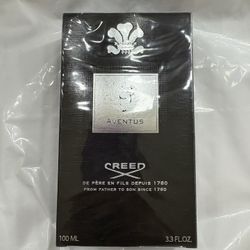 AVENTUS
CREED
DE PÈRE EN FILS DEPUIS 1760
FROM FATHER TO SON SINCE 1760
100 ML 3.3 FL.OZ.